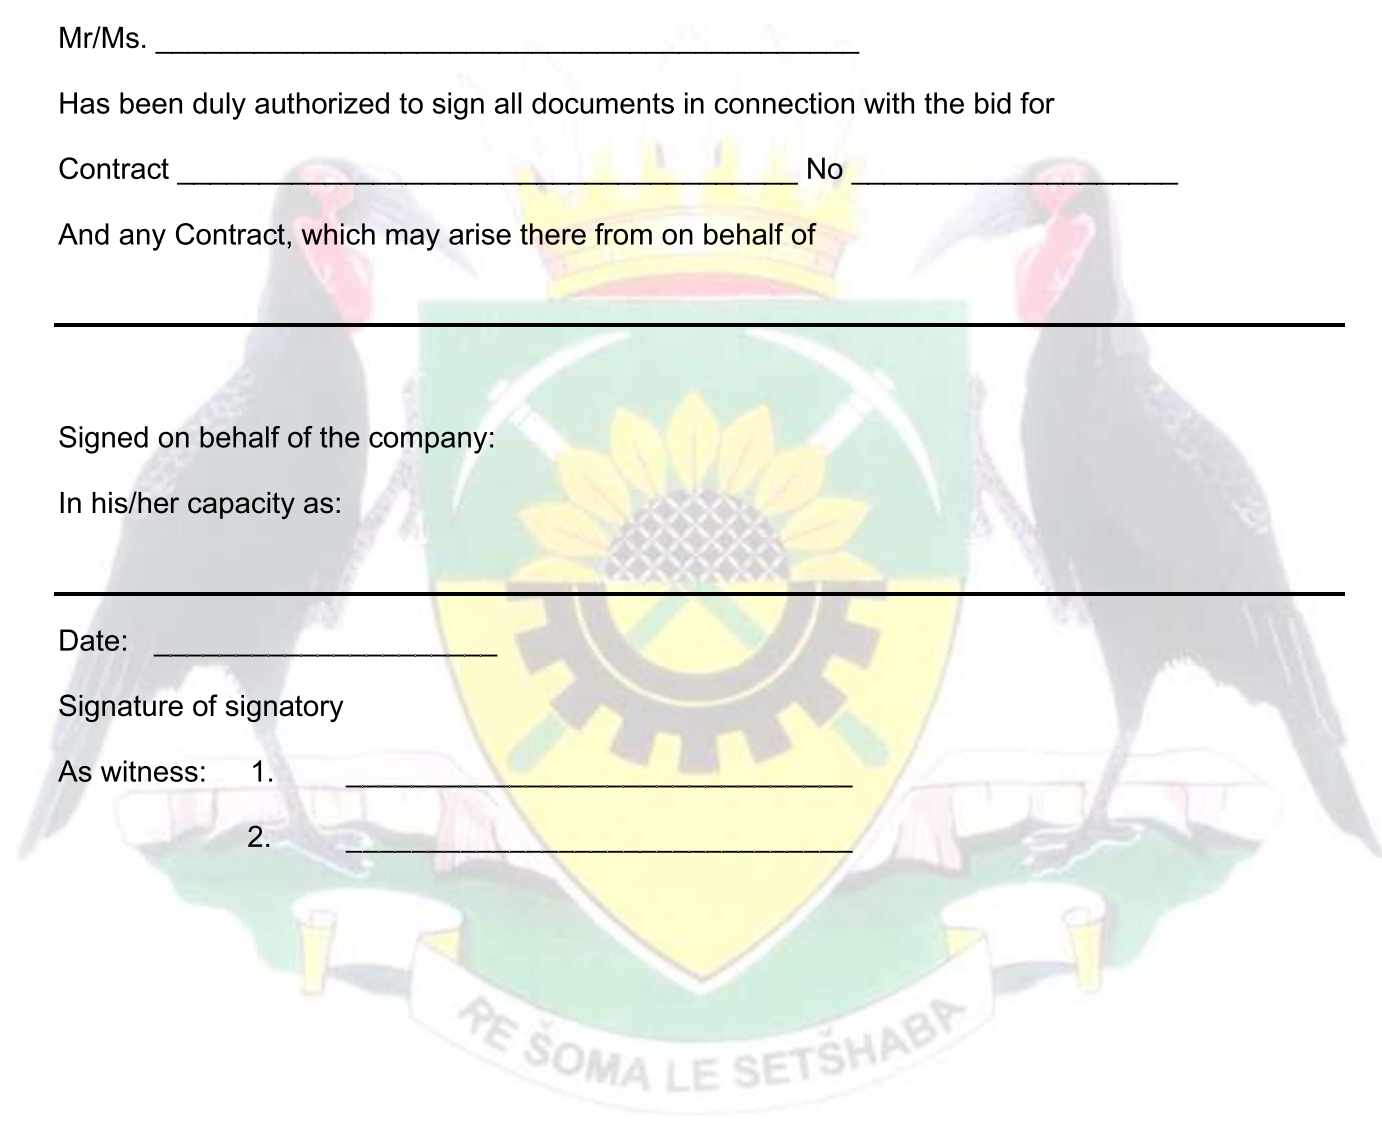 Mr/Ms. ___________________________________________
Has been duly authorized to sign all documents in connection with the bid for
Contract ______________________________________ No ____________________
And any Contract, which may arise there from on behalf of
Signed on behalf of the company:
In his/her capacity as:
Date: _____________________
Signature of signatory
As witness: 1. _______________________________
2. _______________________________
RE ŠOMA LE SETŠHABA